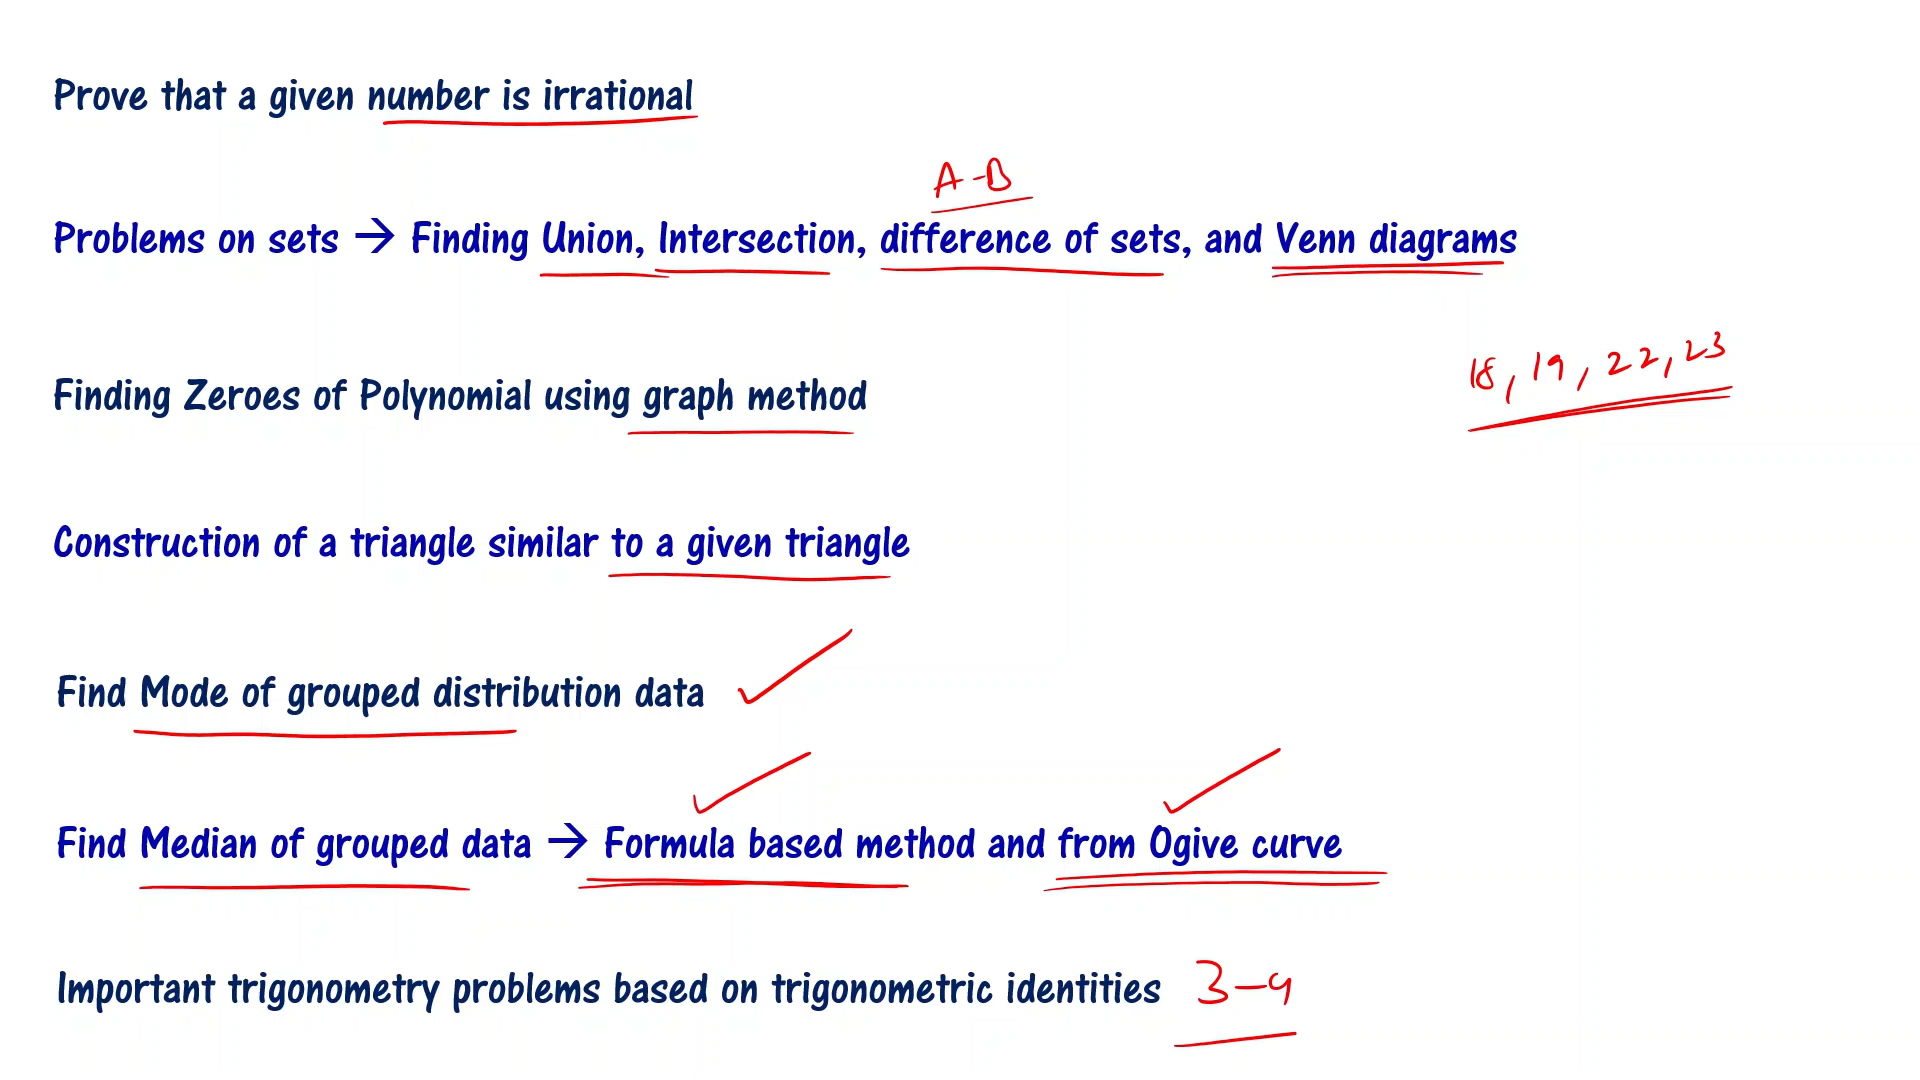 Prove that a given number is irrational
A-B
Problems on sets → Finding Union, Intersection, difference of sets, and Venn diagrams
18, 19, 22, 23
Finding Zeroes of Polynomial using graph method
Construction of a triangle similar to a given triangle
Find Mode of grouped distribution data
Find Median of grouped data → Formula based method and from Ogive curve
Important trigonometry problems based on trigonometric identities 3-4